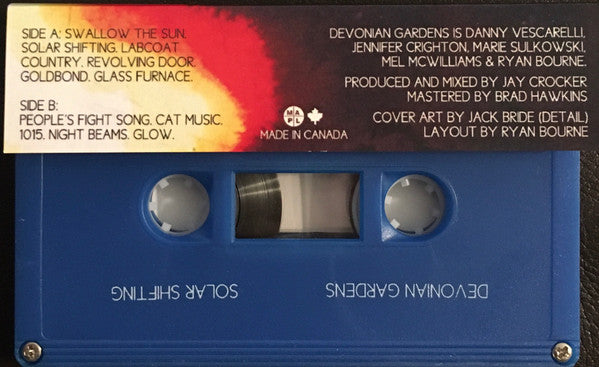 SIDE A: SWALLOW THE SUN.
SOLAR SHIFTING. LABCOAT
COUNTRY. REVOLVING DOOR.
GOLDBOND. GLASS FURNACE.
SIDE B:
PEOPLE'S FIGHT SONG. CAT MUSIC.
1015. NIGHT BEAMS. GLOW.
MAPL
MADE IN CANADA
DEVONIAN GARDENS IS DANNY VESCARELLI,
JENNIFER CRIGHTON, MARIE SULKOWSKI,
MEL MCWILLIAMS & RYAN BOURNE.
PRODUCED AND MIXED BY JAY CROCKER
MASTERED BY BRAD HAWKINS
COVER ART BY JACK BRIDE (DETAIL)
LAYOUT BY RYAN BOURNE
DEVONIAN GARDENS
SOLAR SHIFTING